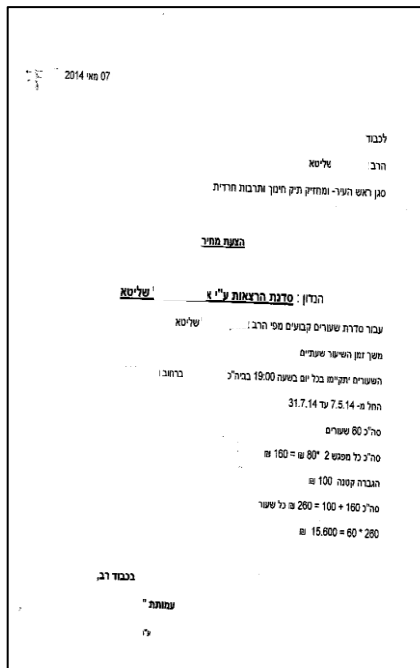 07 מאי 2014
לכבוד
הרב שליטא
סגן ראש העיר- ומחזיק תיק חינוך ותרבות חרדית
הצעת מחיר
הנדון : סדנת הרצאות ע"י שליטא
עבור סדרת שעורים קבועים מפי הרב שליטא
משך זמן השיעור שעתיים
השעורים יתקיימו בכל יום בשעה 19:00 בביה"כ ברחוב
החל מ- 7.5.14 עד 31.7.14
סה"כ 60 שעורים
סה"כ כל מפגש 2 *80 ₪ = 160 ₪
הגברה קטנה 100 ₪
סה"כ 160 + 100 = 260 ₪ כל שעור
260 * 60 = 15.600 ₪
בכבוד רב,
עמותת "
ע"ר